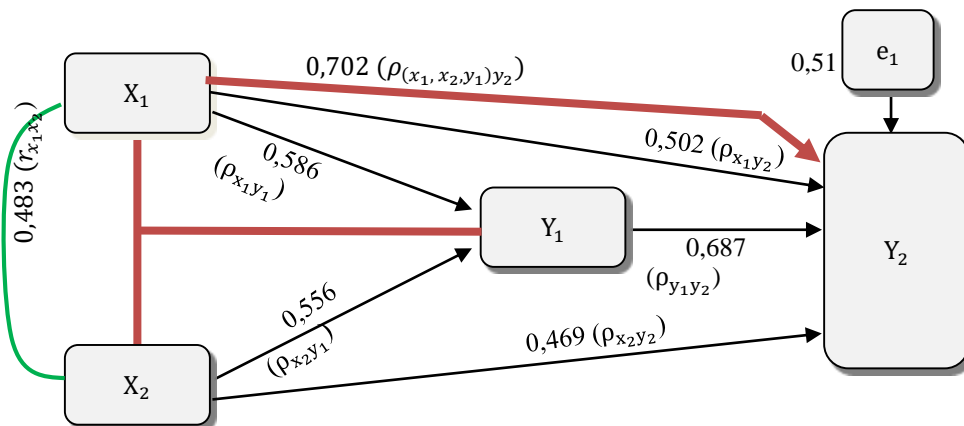 0,702 (ρ(x₁, x₂,y₁)y₂)
e₁
0,51
X₁
0,483 (rx₁x₂)
0,586
(ρx₁y₁)
0,502 (ρx₁y₂)
Y₁
0,687
(ρy₁y₂)
Y₂
0,556
(ρx₂y₁)
0,469 (ρx₂y₂)
X₂